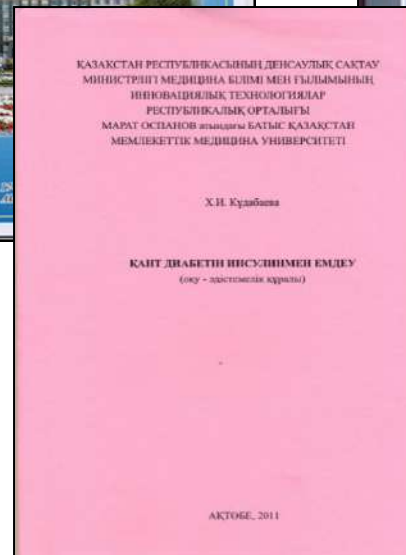 ҚАЗАҚСТАН РЕСПУБЛИКАСЫНЫҢ ДЕНСАУЛЫҚ САҚТАУ
МИНИСТРЛІГІ МЕДИЦИНА БІЛІМІ МЕН ҒЫЛЫМЫНЫҢ
ИННОВАЦИЯЛЫҚ ТЕХНОЛОГИЯЛАР
РЕСПУБЛИКАЛЫҚ ОРТАЛЫҒЫ
МАРАТ ОСПАНОВ атындағы БАТЫС ҚАЗАҚСТАН
МЕМЛЕКЕТТІК МЕДИЦИНА УНИВЕРСИТЕТІ
Х.И. Кудабаева
ҚАНТ ДИАБЕТІН ИНСУЛИНМЕН ЕМДЕУ
(оқу - әдістемелік құралы)
АҚТӨБЕ, 2011